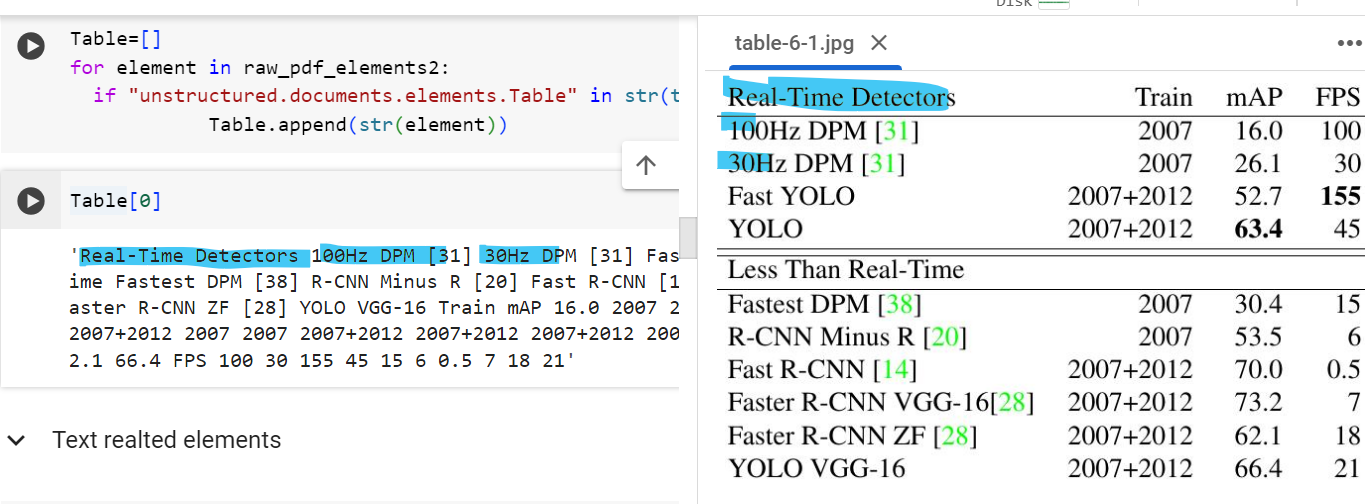 Disk
Table=[]
for element in raw_pdf_elements2:
if "unstructured.documents.elements.Table" in str(t
Table.append(str(element))
Table[0]
'Real-Time Detectors 100Hz DPM [31] 30Hz DPM [31] Fas
ime Fastest DPM [38] R-CNN Minus R [20] Fast R-CNN [1
aster R-CNN ZF [28] YOLO VGG-16 Train mAP 16.0 2007 2
2007+2012 2007 2007 2007+2012 2007+2012 2007+2012 200
2.1 66.4 FPS 100 30 155 45 15 6 0.5 7 18 21'
Text realted elements
table-6-1.jpg
Real-Time Detectors Train mAP FPS
100Hz DPM [31] 2007 16.0 100
30Hz DPM [31] 2007 26.1 30
Fast YOLO 2007+2012 52.7 155
YOLO 2007+2012 63.4 45
Less Than Real-Time
Fastest DPM [38] 2007 30.4 15
R-CNN Minus R [20] 2007 53.5 6
Fast R-CNN [14] 2007+2012 70.0 0.5
Faster R-CNN VGG-16[28] 2007+2012 73.2 7
Faster R-CNN ZF [28] 2007+2012 62.1 18
YOLO VGG-16 2007+2012 66.4 21